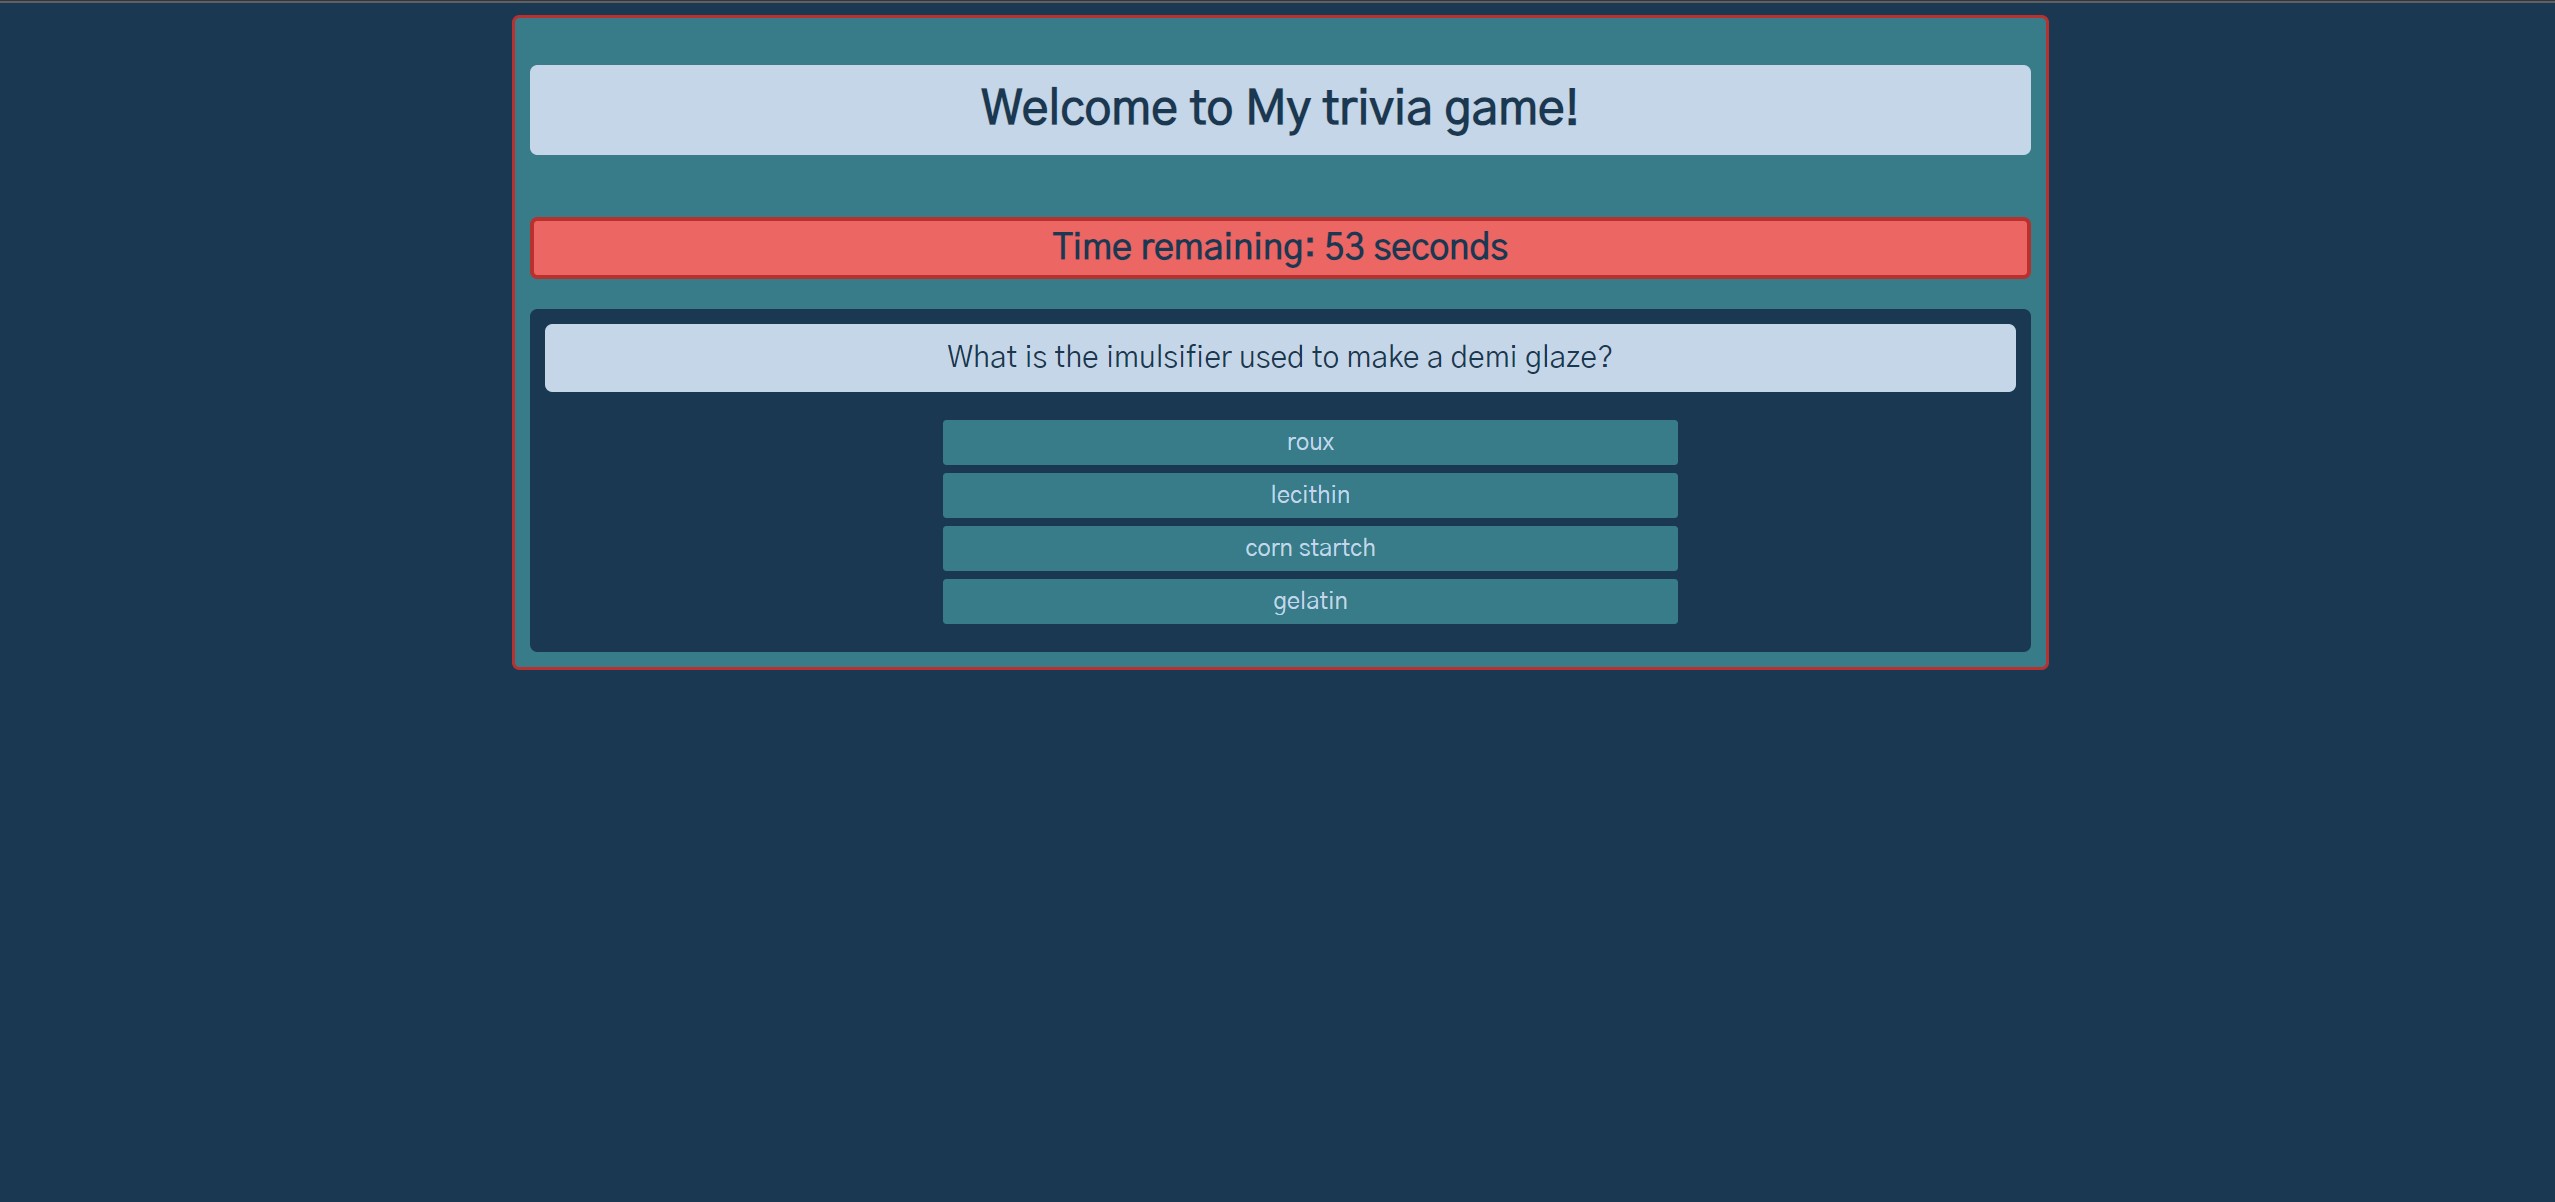 Welcome to My trivia game!
Time remaining: 53 seconds
What is the imulsifier used to make a demi glaze?
roux
lecithin
corn startch
gelatin